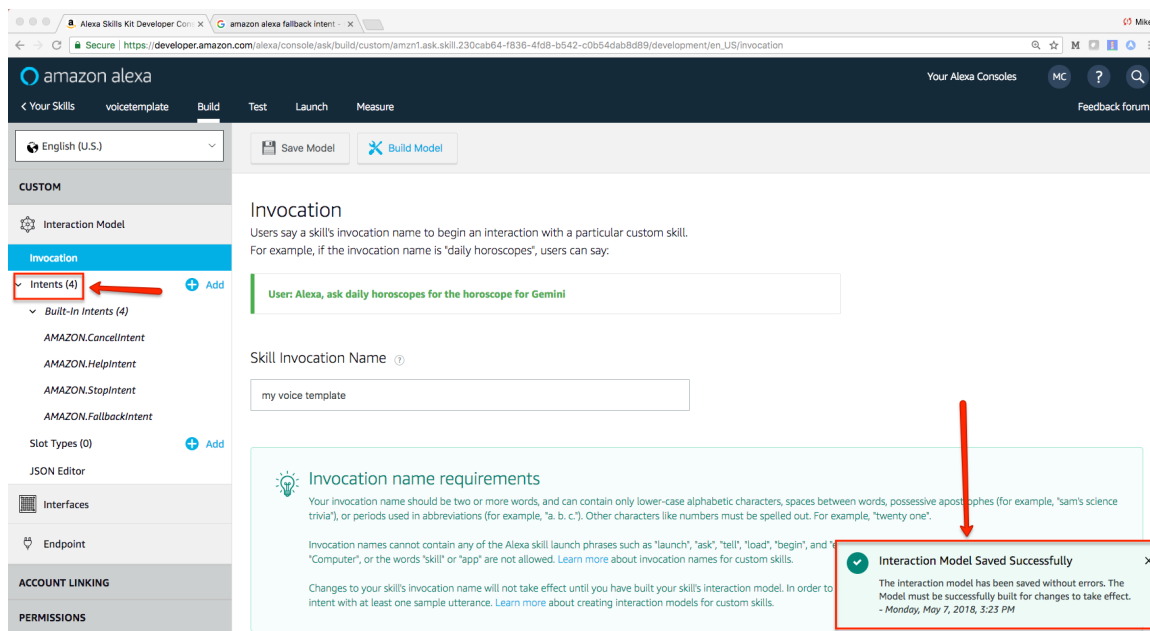 Alexa Skills Kit Developer Con
amazon alexa fallback intent -
Mike
Secure | https://developer.amazon.com/alexa/console/ask/build/custom/amzn1.ask.skill.230cab64-f836-4fd8-b542-c0b54dab8d89/development/en_US/invocation
amazon alexa
Your Alexa Consoles MC ?
< Your Skills voicetemplate Build Test Launch Measure Feedback forum
English (U.S.)
Save Model Build Model
CUSTOM
Interaction Model
Invocation
Intents (4) Add
Built-In Intents (4)
AMAZON.CancelIntent
AMAZON.HelpIntent
AMAZON.StopIntent
AMAZON.FallbackIntent
Slot Types (0) Add
JSON Editor
Interfaces
Endpoint
ACCOUNT LINKING
PERMISSIONS
Invocation
Users say a skill's invocation name to begin an interaction with a particular custom skill.
For example, if the invocation name is "daily horoscopes", users can say:
User: Alexa, ask daily horoscopes for the horoscope for Gemini
Skill Invocation Name ?
my voice template
Invocation name requirements
Your invocation name should be two or more words, and can contain only lower-case alphabetic characters, spaces between words, possessive apostrophes (for example, "sam's science
trivia"), or periods used in abbreviations (for example, "a. b. c."). Other characters like numbers must be spelled out. For example, "twenty one".
Invocation names cannot contain any of the Alexa skill launch phrases such as "launch", "ask", "tell", "load", "begin", and "e
"Computer", or the words "skill" or "app" are not allowed. Learn more about invocation names for custom skills.
Changes to your skill's invocation name will not take effect until you have built your skill's interaction model. In order to
intent with at least one sample utterance. Learn more about creating interaction models for custom skills.
Interaction Model Saved Successfully
The interaction model has been saved without errors. The
Model must be successfully built for changes to take effect.
- Monday, May 7, 2018, 3:23 PM